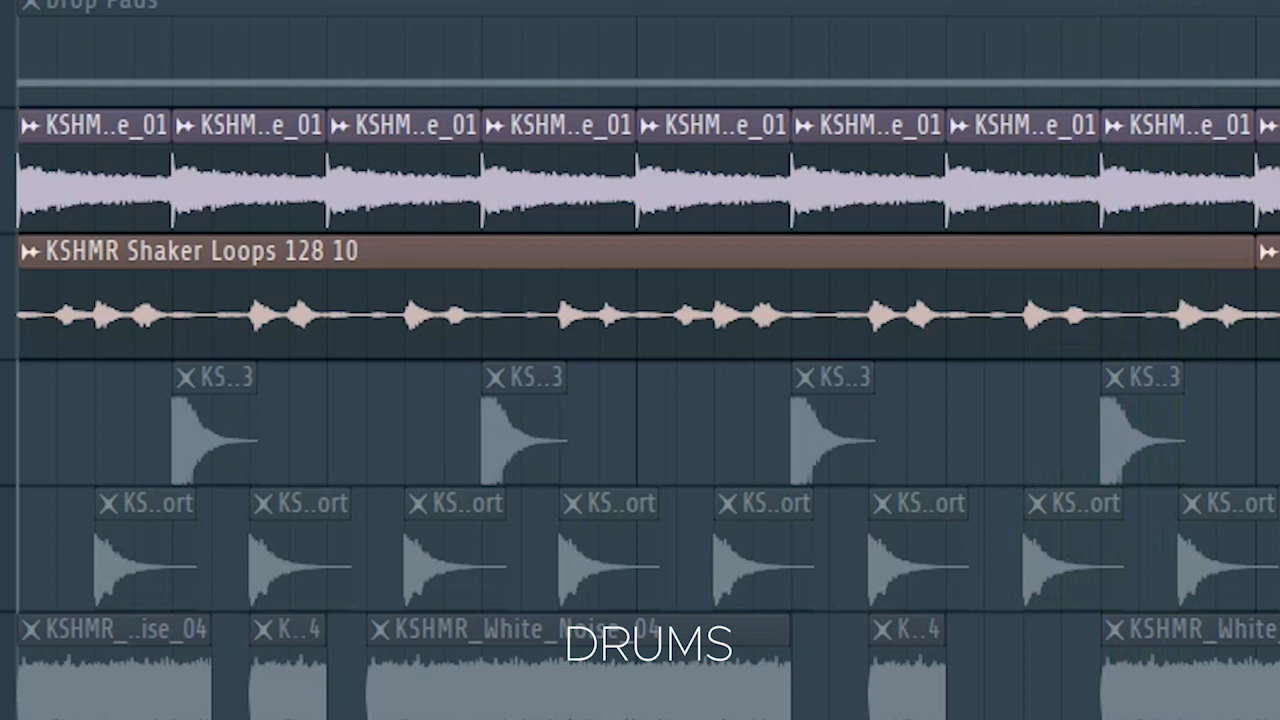 Drop Pads
KSHM..e_01 KSHM..e_01 KSHM..e_01 KSHM..e_01 KSHM..e_01 KSHM..e_01 KSHM..e_01 KSHM..e_01
KSHMR Shaker Loops 128 10
KS..3 KS..3 KS..3 KS..3
KS..ort KS..ort KS..ort KS..ort KS..ort KS..ort KS..ort KS..ort
KSHMR_..ise_04 K..4 KSHMR_White_Noise_04 K..4 KSHMR_White
DRUMS